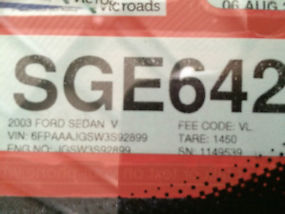 vicroads
06 AUG
SGE642
2003 FORD SEDAN V
FEE CODE: VL
VIN: 6FPAAAJGSW3S92899
TARE: 1450
ENG NO: JGSW3S92899
SN: 1149539